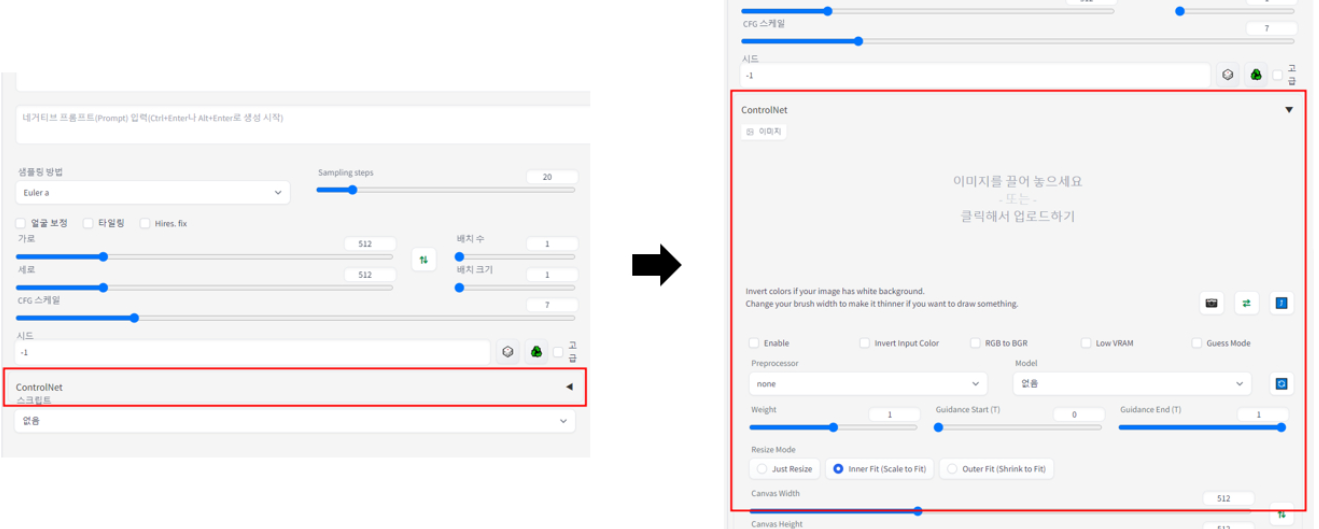 네거티브 프롬프트(Prompt) 입력(Ctrl+Enter나 Alt+Enter로 생성 시작)
샘플링 방법
Sampling steps
20
Euler a
얼굴 보정 타일링 Hires. fix
가로
512
배치 수
1
세로
512
배치 크기
1
CFG 스케일
7
시드
-1
고급
ControlNet
스크립트
없음
CFG 스케일
7
시드
-1
고급
ControlNet
이미지
이미지를 끌어 놓으세요
- 또는 -
클릭해서 업로드하기
Invert colors if your image has white background.
Change your brush width to make it thinner if you want to draw something.
Enable Invert Input Color RGB to BGR Low VRAM Guess Mode
Preprocessor Model
none 없음
Weight
1
Guidance Start (T)
0
Guidance End (T)
1
Resize Mode
Just Resize Inner Fit (Scale to Fit) Outer Fit (Shrink to Fit)
Canvas Width
512
Canvas Height